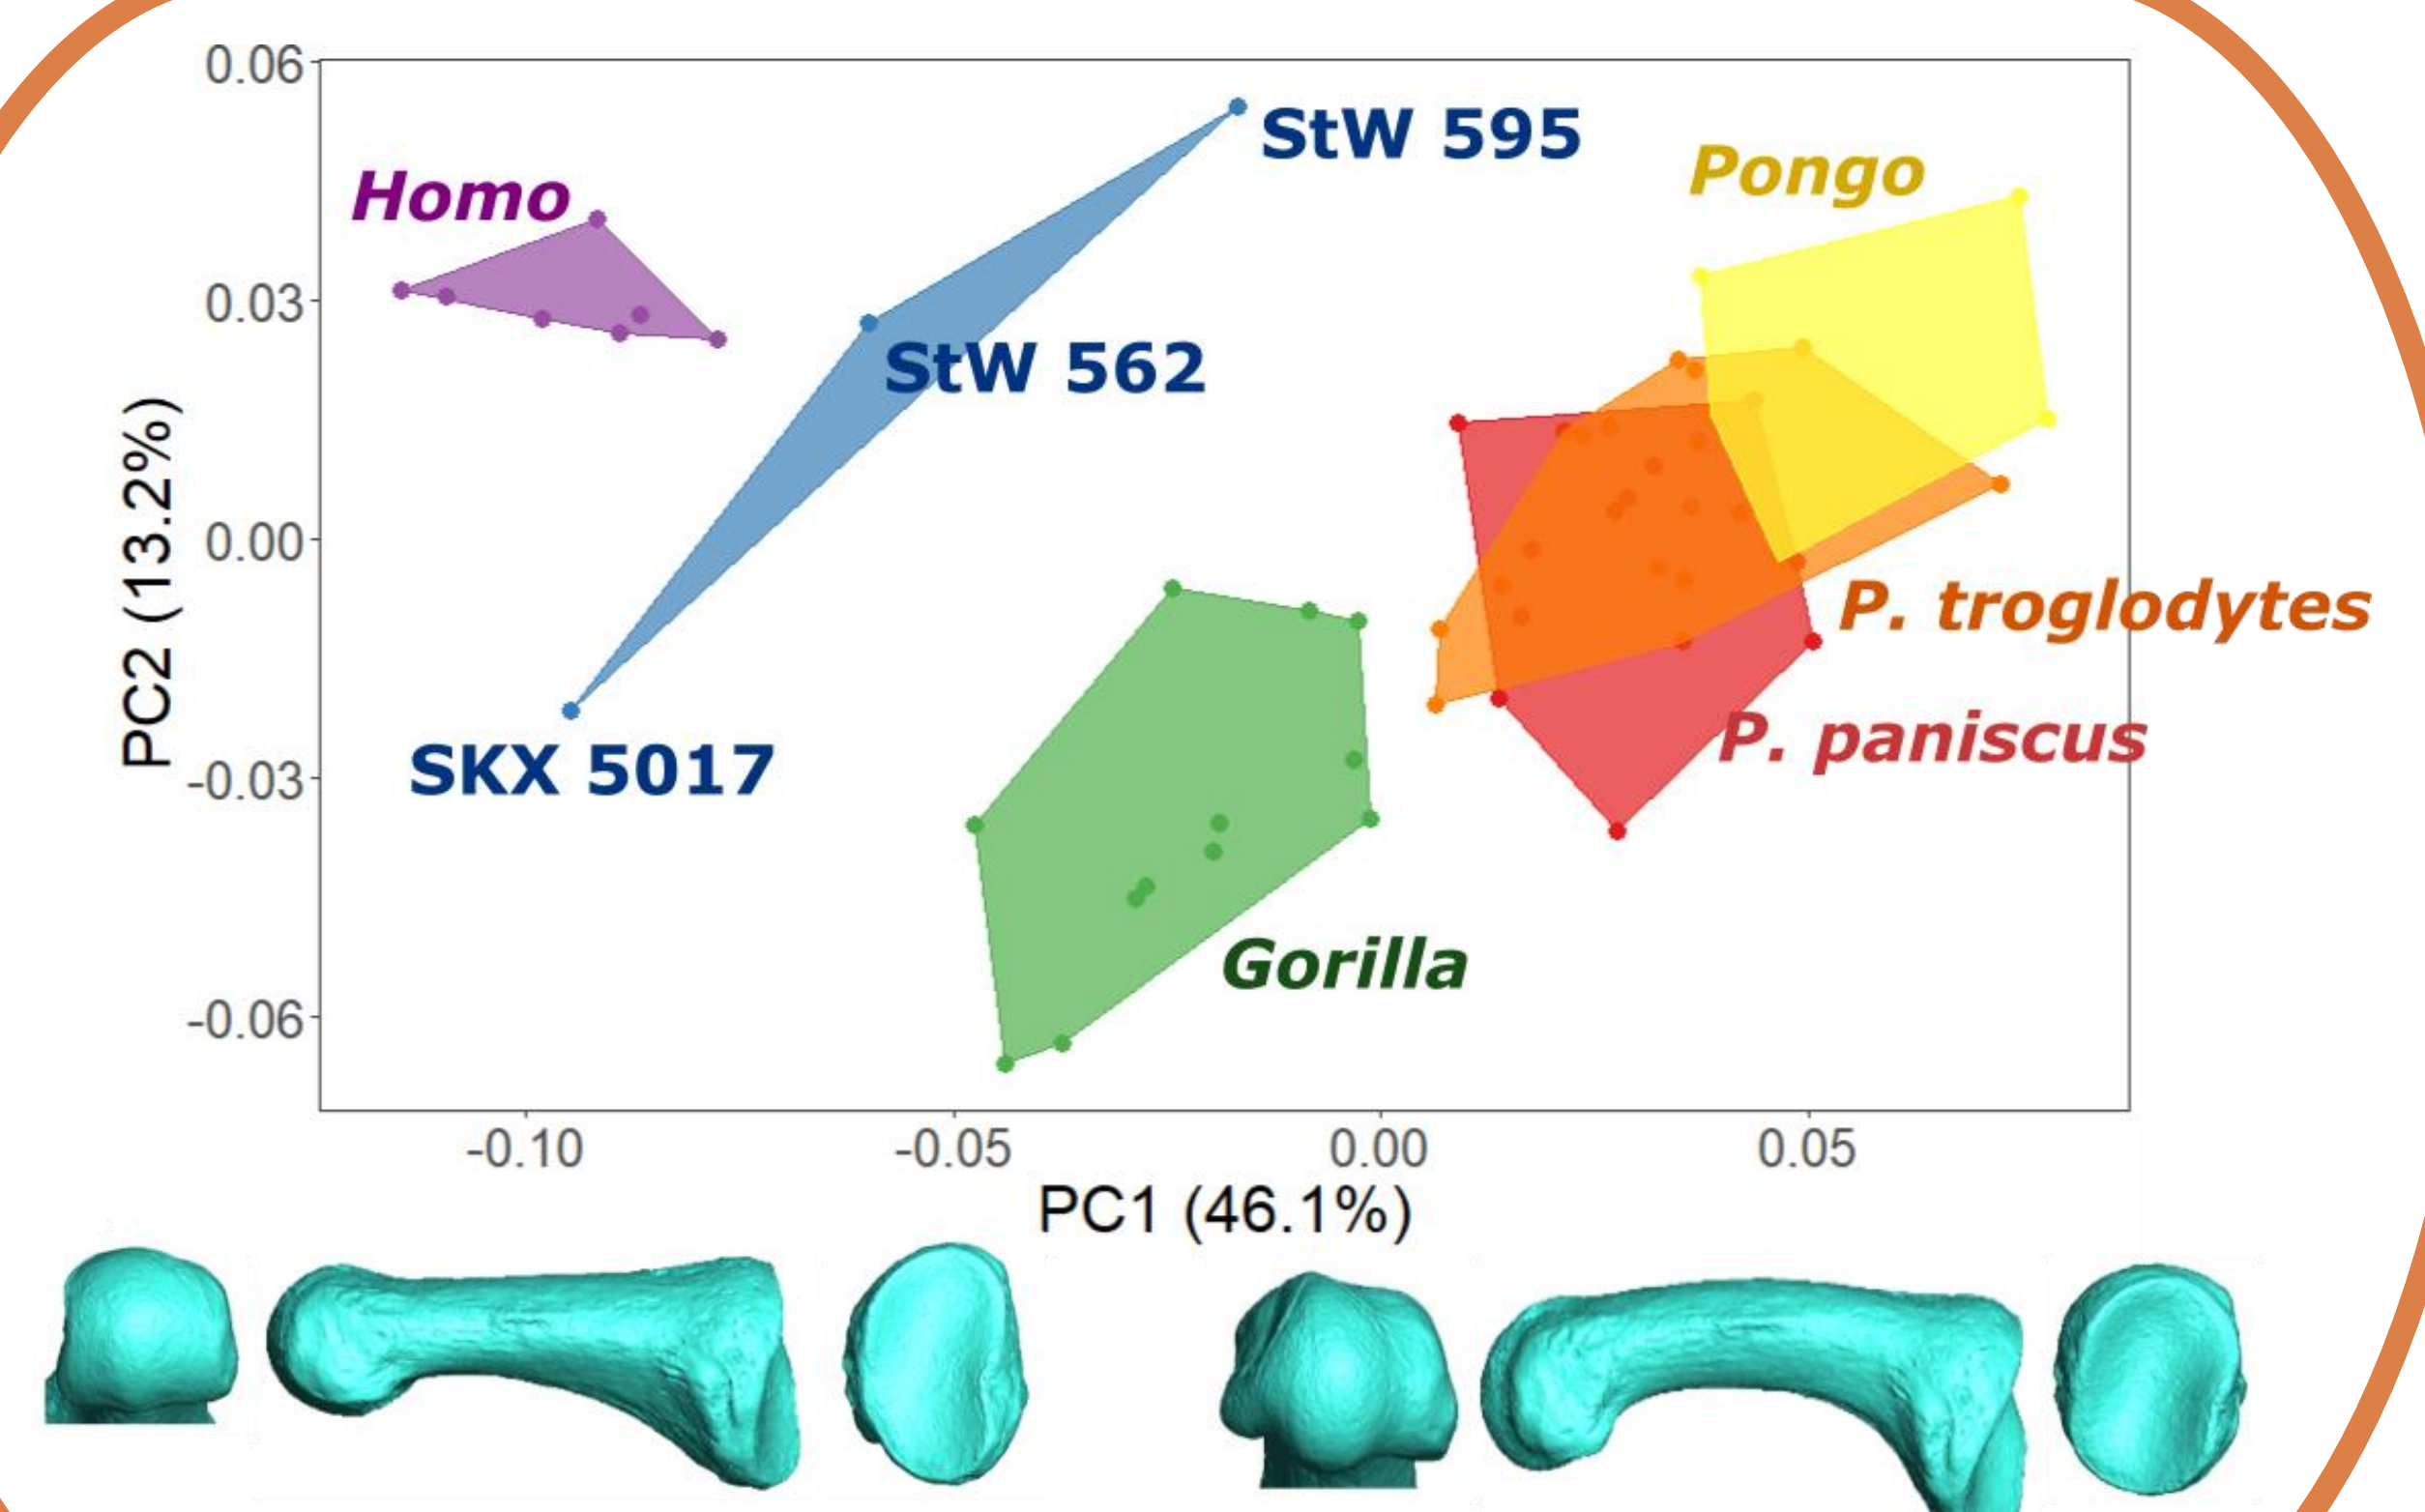 0.06
StW 595
Pongo
Homo
0.03
StW 562
PC2 (13.2%)
0.00
P. troglodytes
P. paniscus
SKX 5017
-0.03
Gorilla
-0.06
-0.10
-0.05
0.00
0.05
PC1 (46.1%)